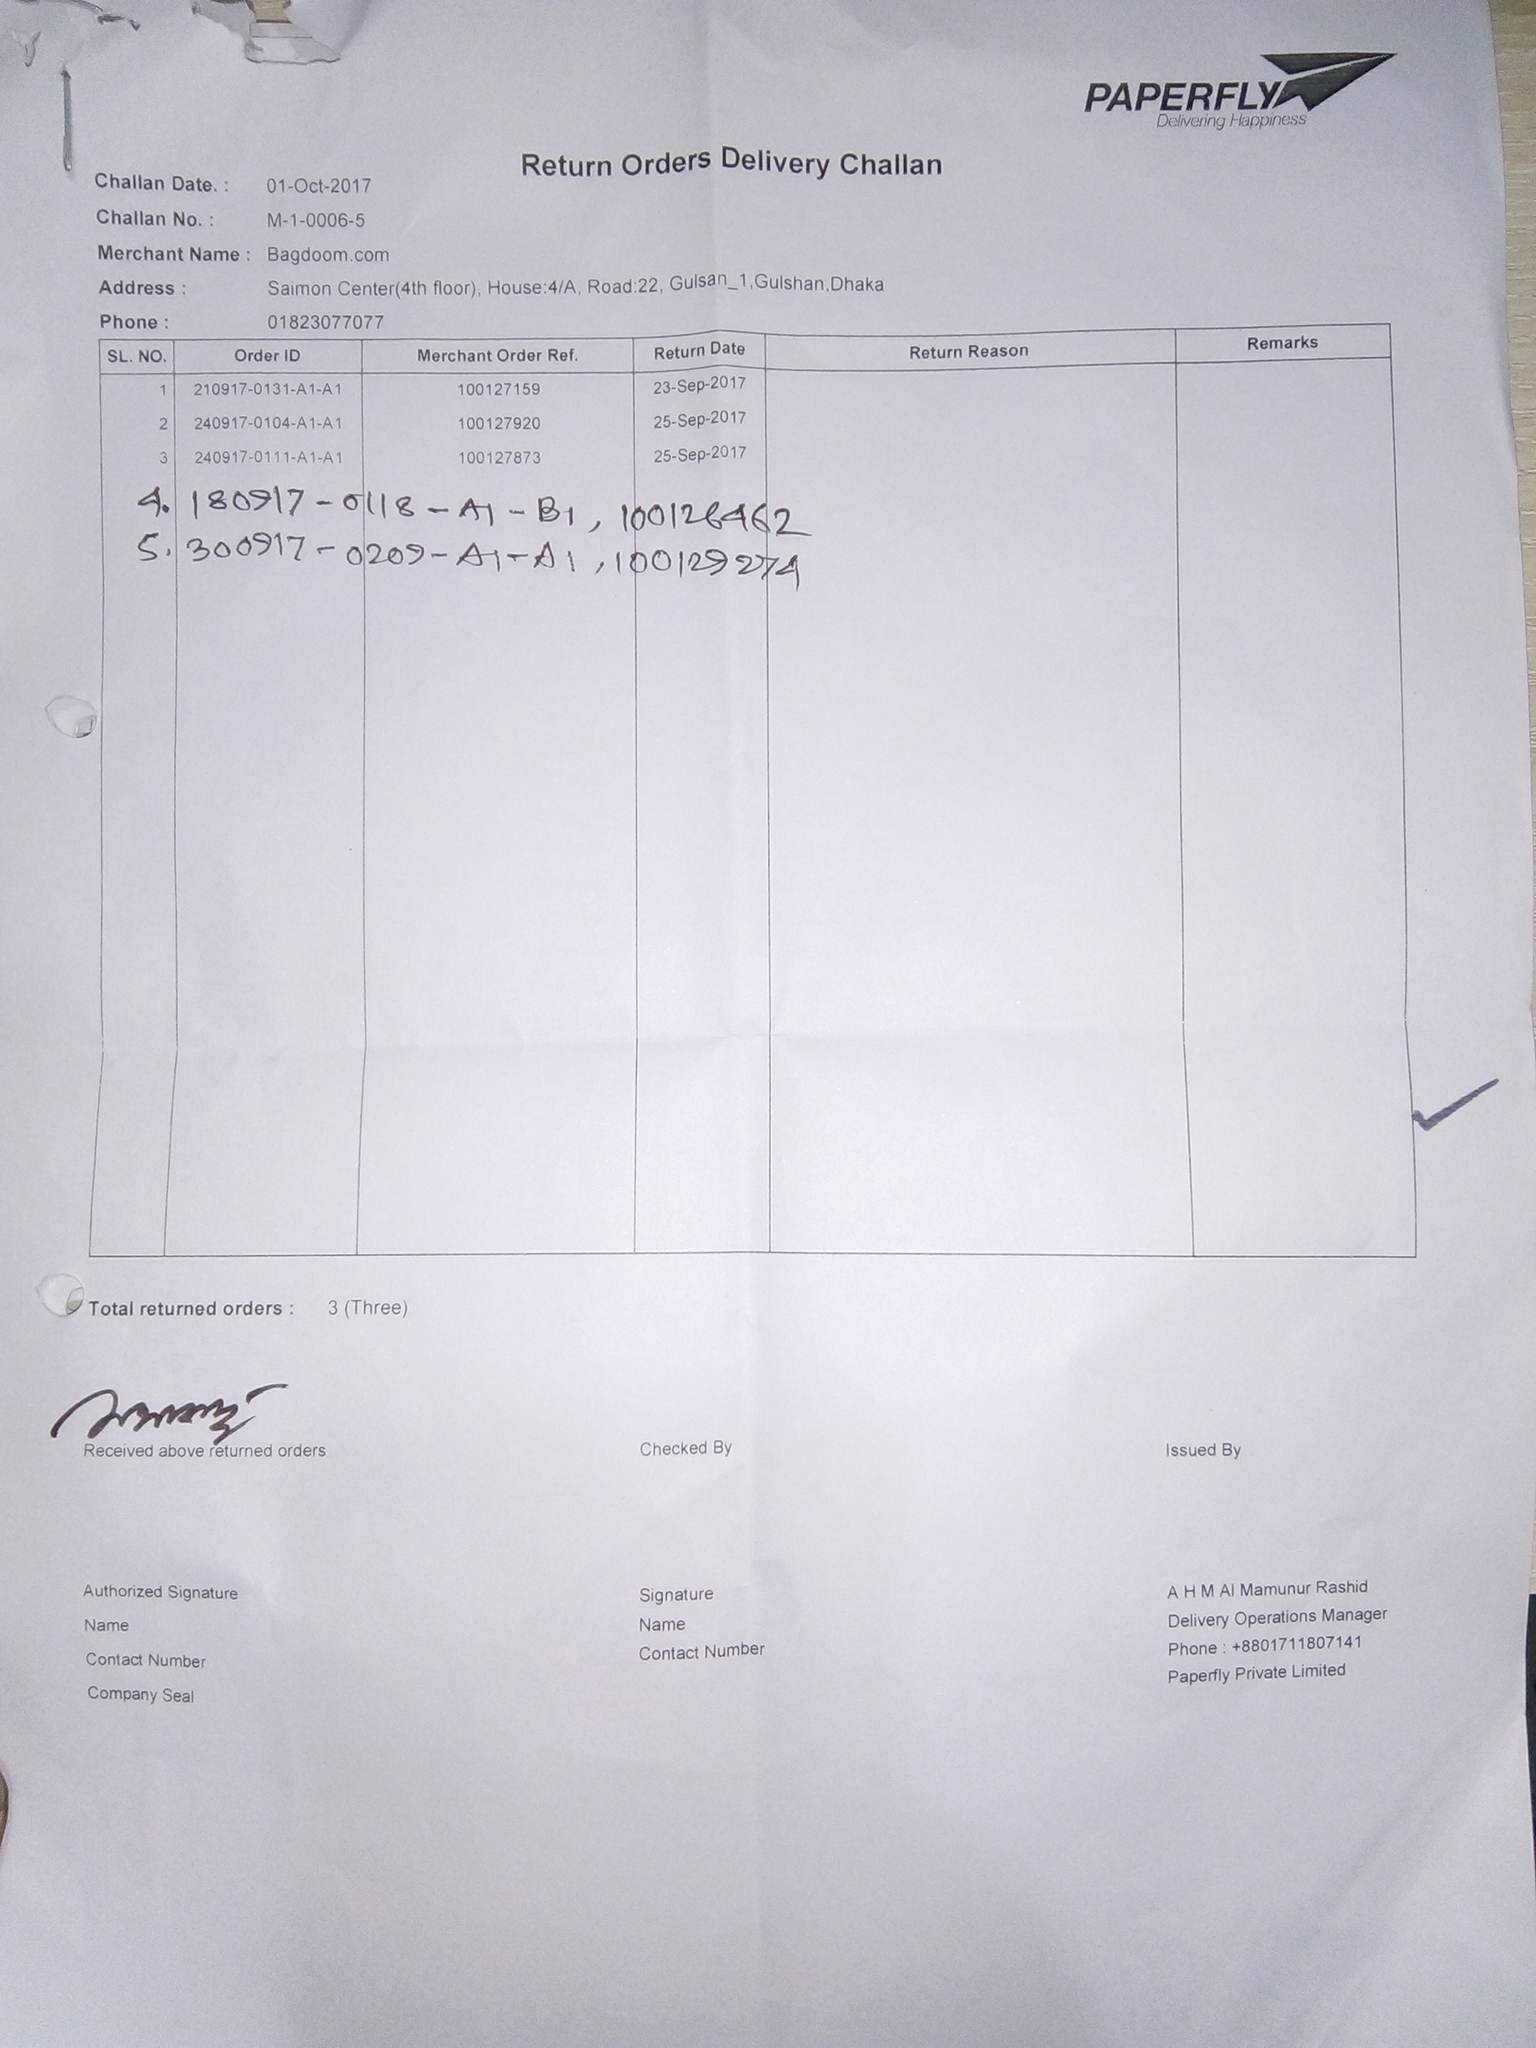 PAPERFLY
Delivering Happiness
Return Orders Delivery Challan
Challan Date. : 01-Oct-2017
Challan No. : M-1-0006-5
Merchant Name : Bagdoom.com
Address : Saimon Center(4th floor), House:4/A, Road:22, Gulsan_1,Gulshan,Dhaka
Phone : 01823077077
SL. NO. Order ID Merchant Order Ref. Return Date Return Reason Remarks
1 210917-0131-A1-A1 100127159 23-Sep-2017
2 240917-0104-A1-A1 100127920 25-Sep-2017
3 240917-0111-A1-A1 100127873 25-Sep-2017
4. 180917-0118-A1-B1, 100126462
5. 300917-0209-A1-A1, 100129274
Total returned orders : 3 (Three)
Received above returned orders Checked By Issued By
Authorized Signature Signature A H M Al Mamunur Rashid
Name Name Delivery Operations Manager
Contact Number Contact Number Phone : +8801711807141
Company Seal Paperfly Private Limited